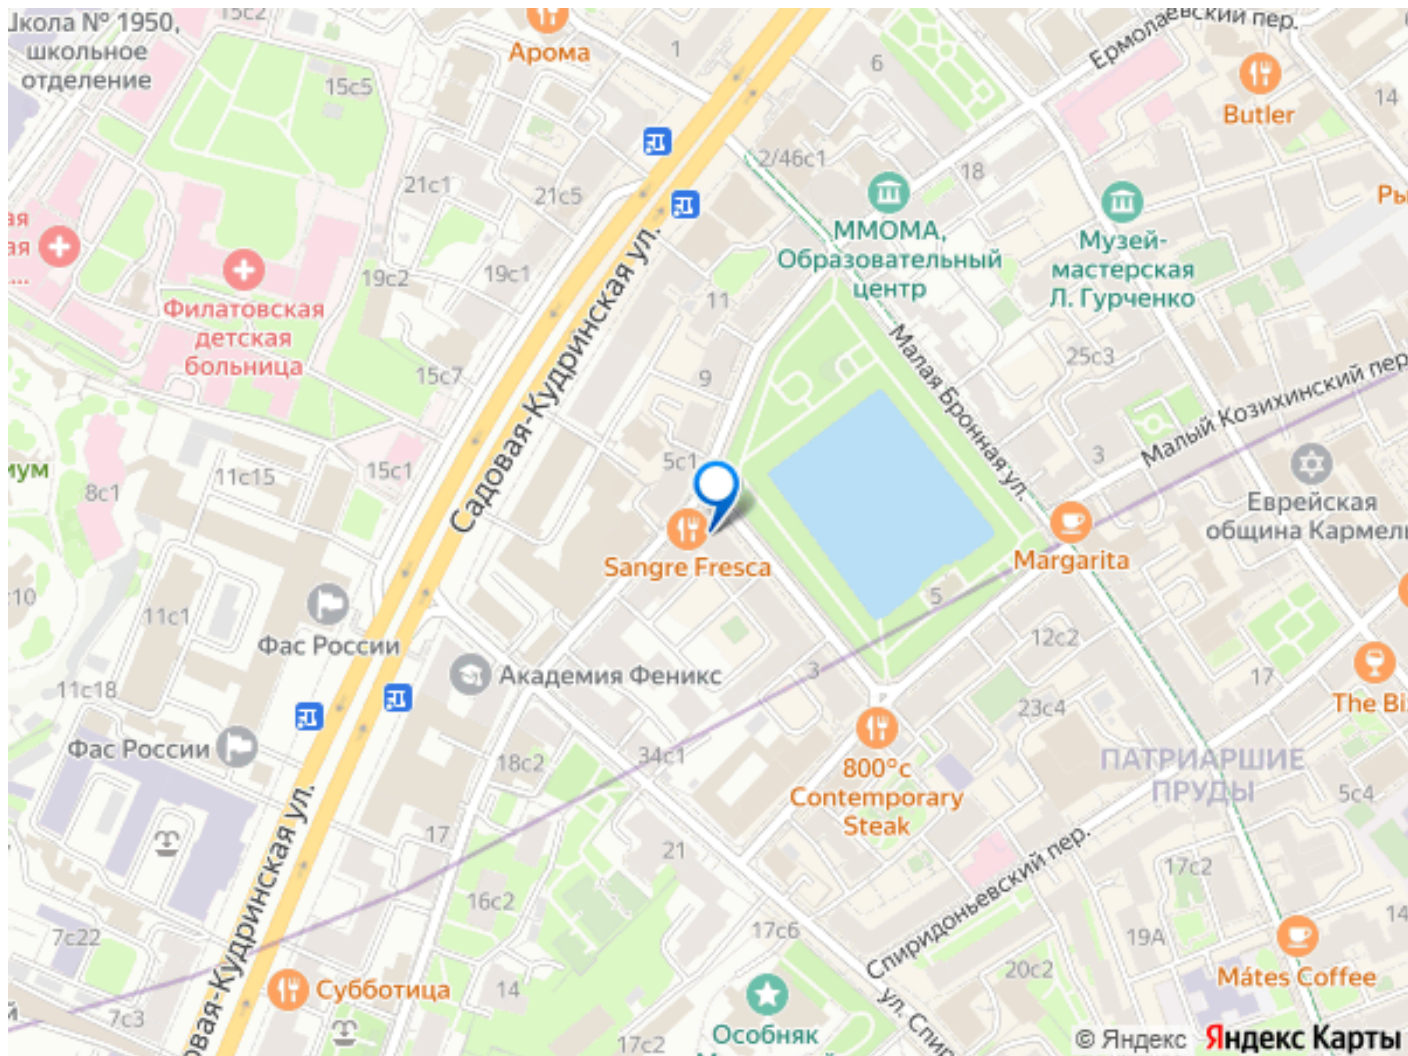 Школа № 1950,
школьное
отделение
15с2
Арома
1
6
Ермолаевский пер.
Butler
14
15с5
2/46с1
18
21с1
21с5
ММОМА,
Образовательный
центр
Музей-
мастерская
Л. Гурченко
Филатовская
детская
больница
19с2
19с1
11
Садовая-Кудринская ул.
Малая Бронная ул.
25с3
9
15с7
Малый Козихинский пер.
3
5с1
11с15
15с1
8с1
Еврейская
община Кармель
Sangre Fresca
Margarita
5
11с1
Фас России
12с2
3
Академия Феникс
17
11с18
23с4
The Bi
Фас России
18с2
34с1
800°с
Contemporary
Steak
ПАТРИАРШИЕ
ПРУДЫ
5с4
17
21
Спиридоньевский пер.
17с2
16с2
Садовая-Кудринская ул.
7с22
17с6
19А
14
Субботица
14
20с2
Mátes Coffee
7с3
17с2
Особняк
ул. Спир
© Яндекс Яндекс Карты